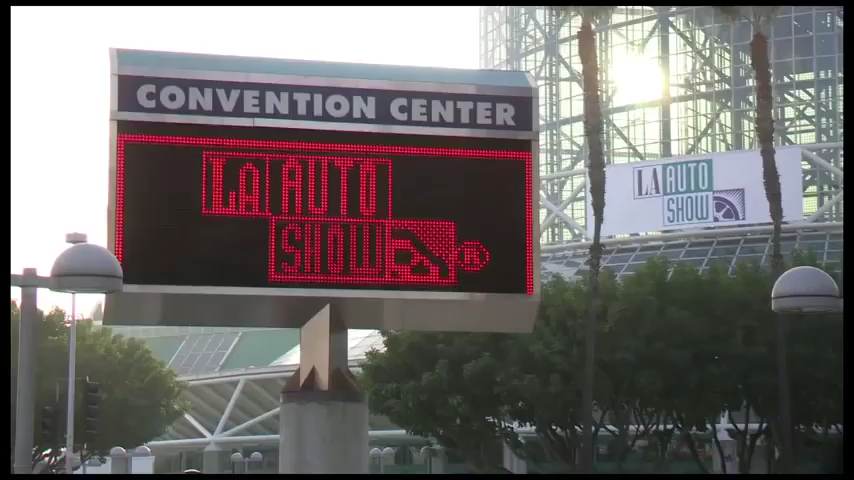 CONVENTION CENTER
LA AUTO
SHOW
®
LA AUTO
SHOW